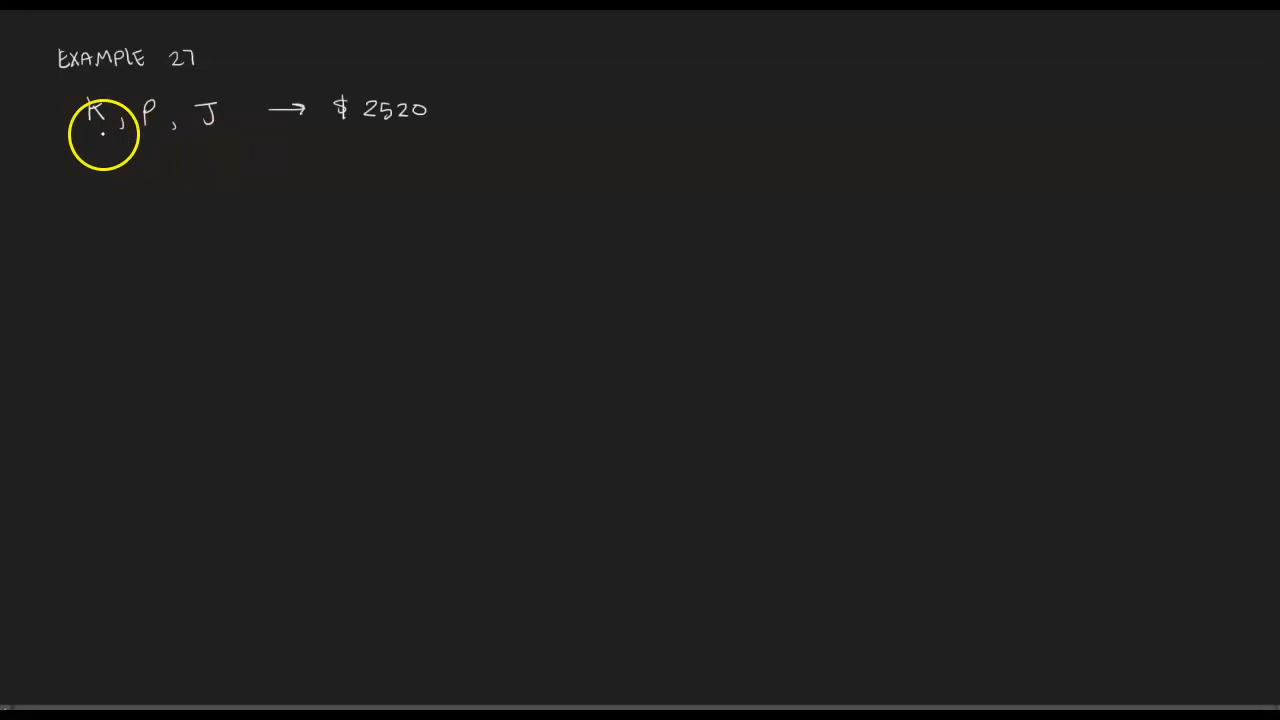 EXAMPLE 27
K, P, J → $ 2520